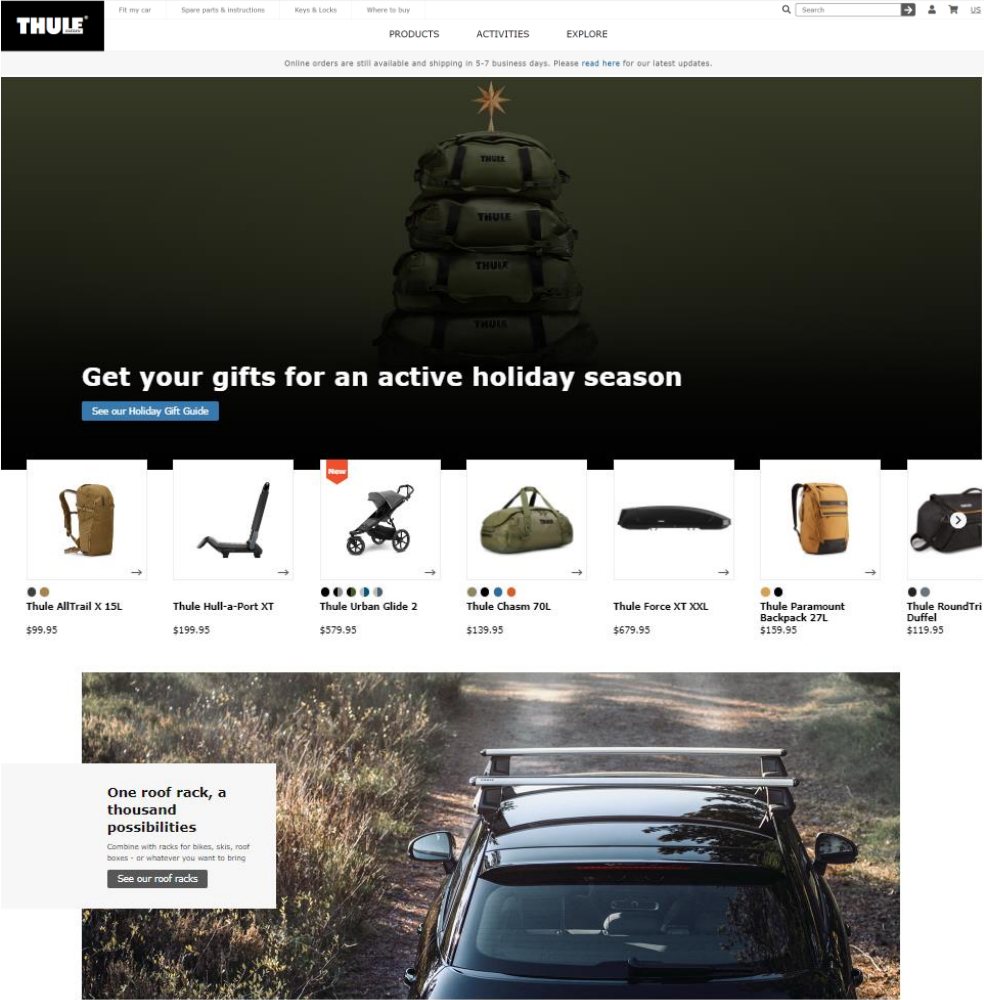 THULE
SWEDEN
Fit my car
Spare parts & instructions
Keys & Locks
Where to buy
Search
US
PRODUCTS
ACTIVITIES
EXPLORE
Online orders are still available and shipping in 5-7 business days. Please read here for our latest updates.
THULE
THULE
THULE
THULE
Get your gifts for an active holiday season
See our Holiday Gift Guide
New
Thule AllTrail X 15L
$99.95
Thule Hull-a-Port XT
$199.95
Thule Urban Glide 2
$579.95
Thule Chasm 70L
$139.95
Thule Force XT XXL
$679.95
Thule Paramount
Backpack 27L
$159.95
Thule RoundTri
Duffel
$119.95
One roof rack, a
thousand
possibilities
Combine with racks for bikes, skis, roof
boxes - or whatever you want to bring
See our roof racks